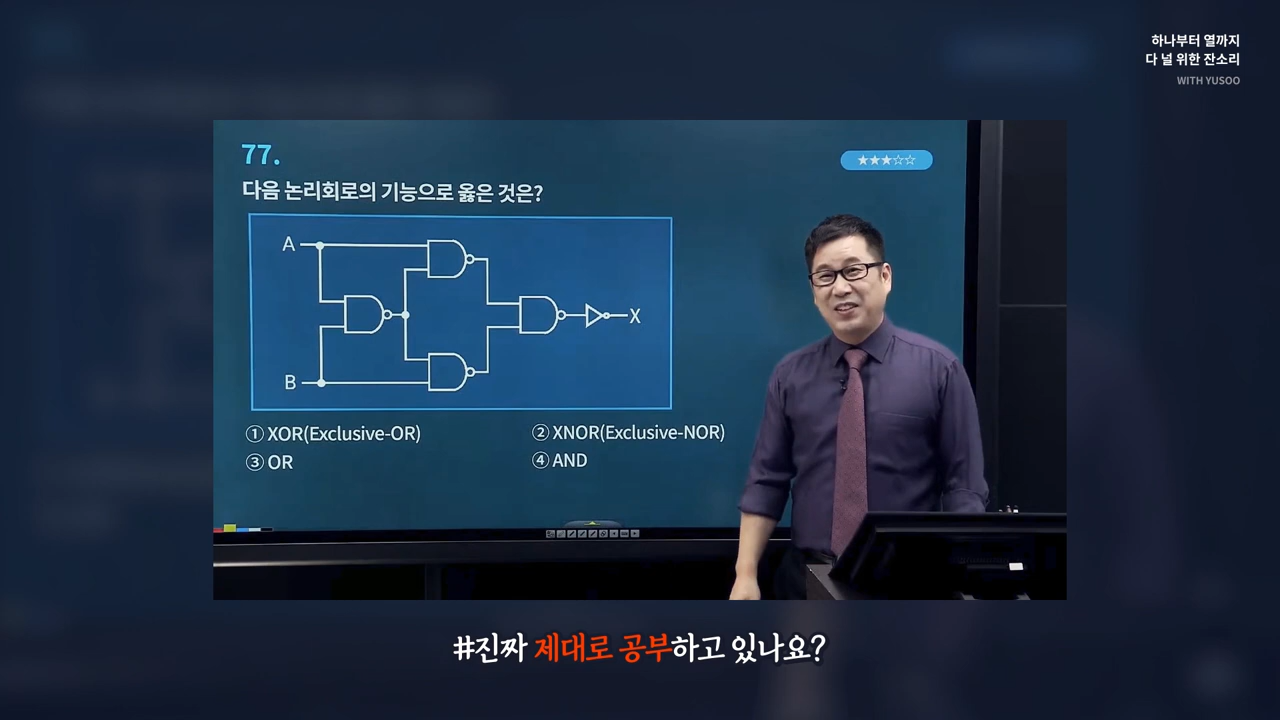 하나부터 열까지
다 널 위한 잔소리
WITH YUSOO
77.
★★★☆☆
다음 논리회로의 기능으로 옳은 것은?
A
X
B
① XOR(Exclusive-OR)
② XNOR(Exclusive-NOR)
③ OR
④ AND
#진짜 제대로 공부하고 있나요?